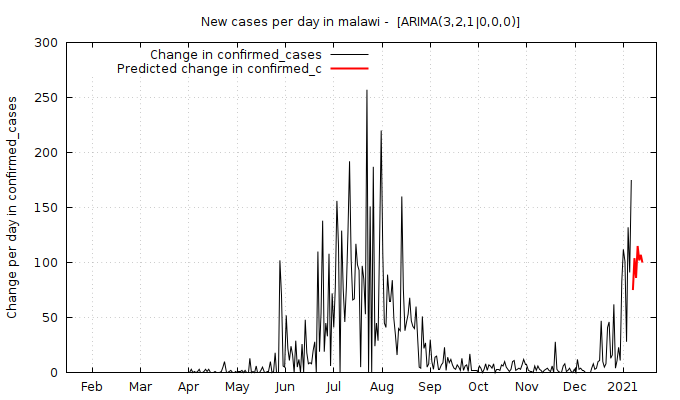 New cases per day in malawi -  [ARIMA(3,2,1|0,0,0)]
Change in confirmed_cases
Predicted change in confirmed_c
Change per day in confirmed_cases
300
250
200
150
100
50
0
Feb Mar Apr May Jun Jul Aug Sep Oct Nov Dec 2021